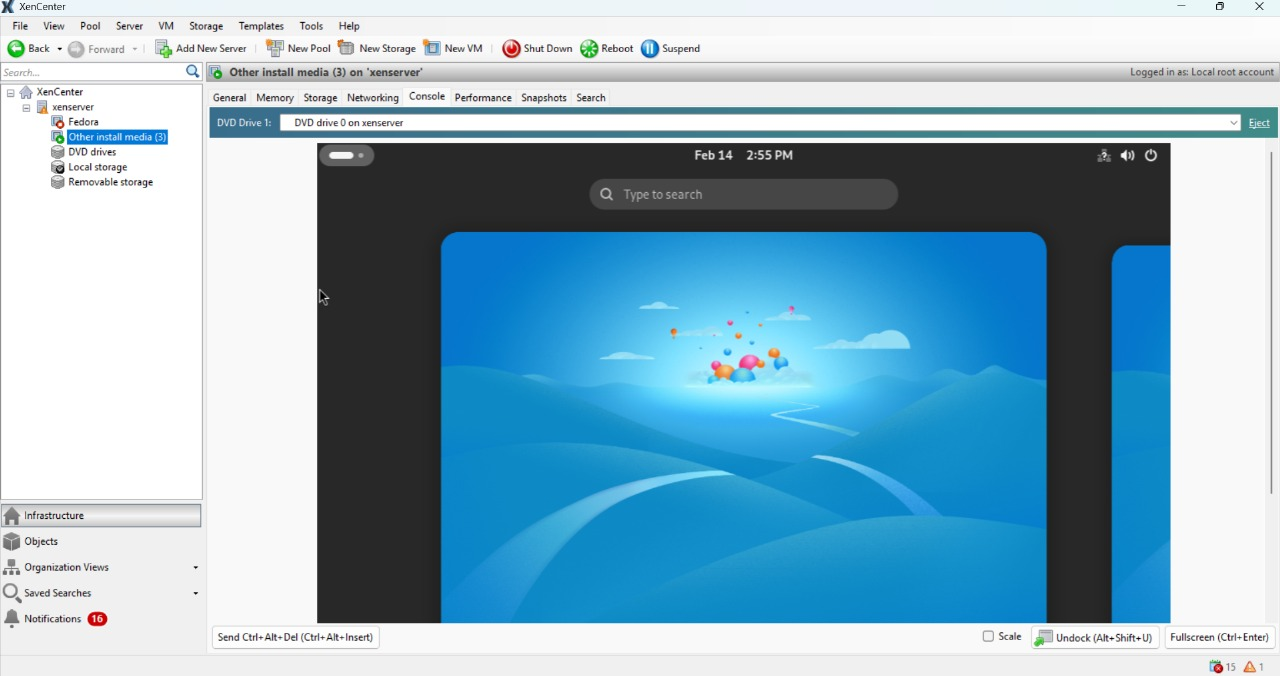 XenCenter
File View Pool Server VM Storage Templates Tools Help
Back Forward Add New Server New Pool New Storage New VM Shut Down Reboot Suspend
Search...
Other install media (3) on 'xenserver'
Logged in as: Local root account
XenCenter
xenserver
Fedora
Other install media (3)
DVD drives
Local storage
Removable storage
General Memory Storage Networking Console Performance Snapshots Search
DVD Drive 1: DVD drive 0 on xenserver Eject
Feb 14 2:55 PM
Type to search
Infrastructure
Objects
Organization Views
Saved Searches
Notifications 16
Send Ctrl+Alt+Del (Ctrl+Alt+Insert)
Scale
Undock (Alt+Shift+U)
Fullscreen (Ctrl+Enter)
15 1